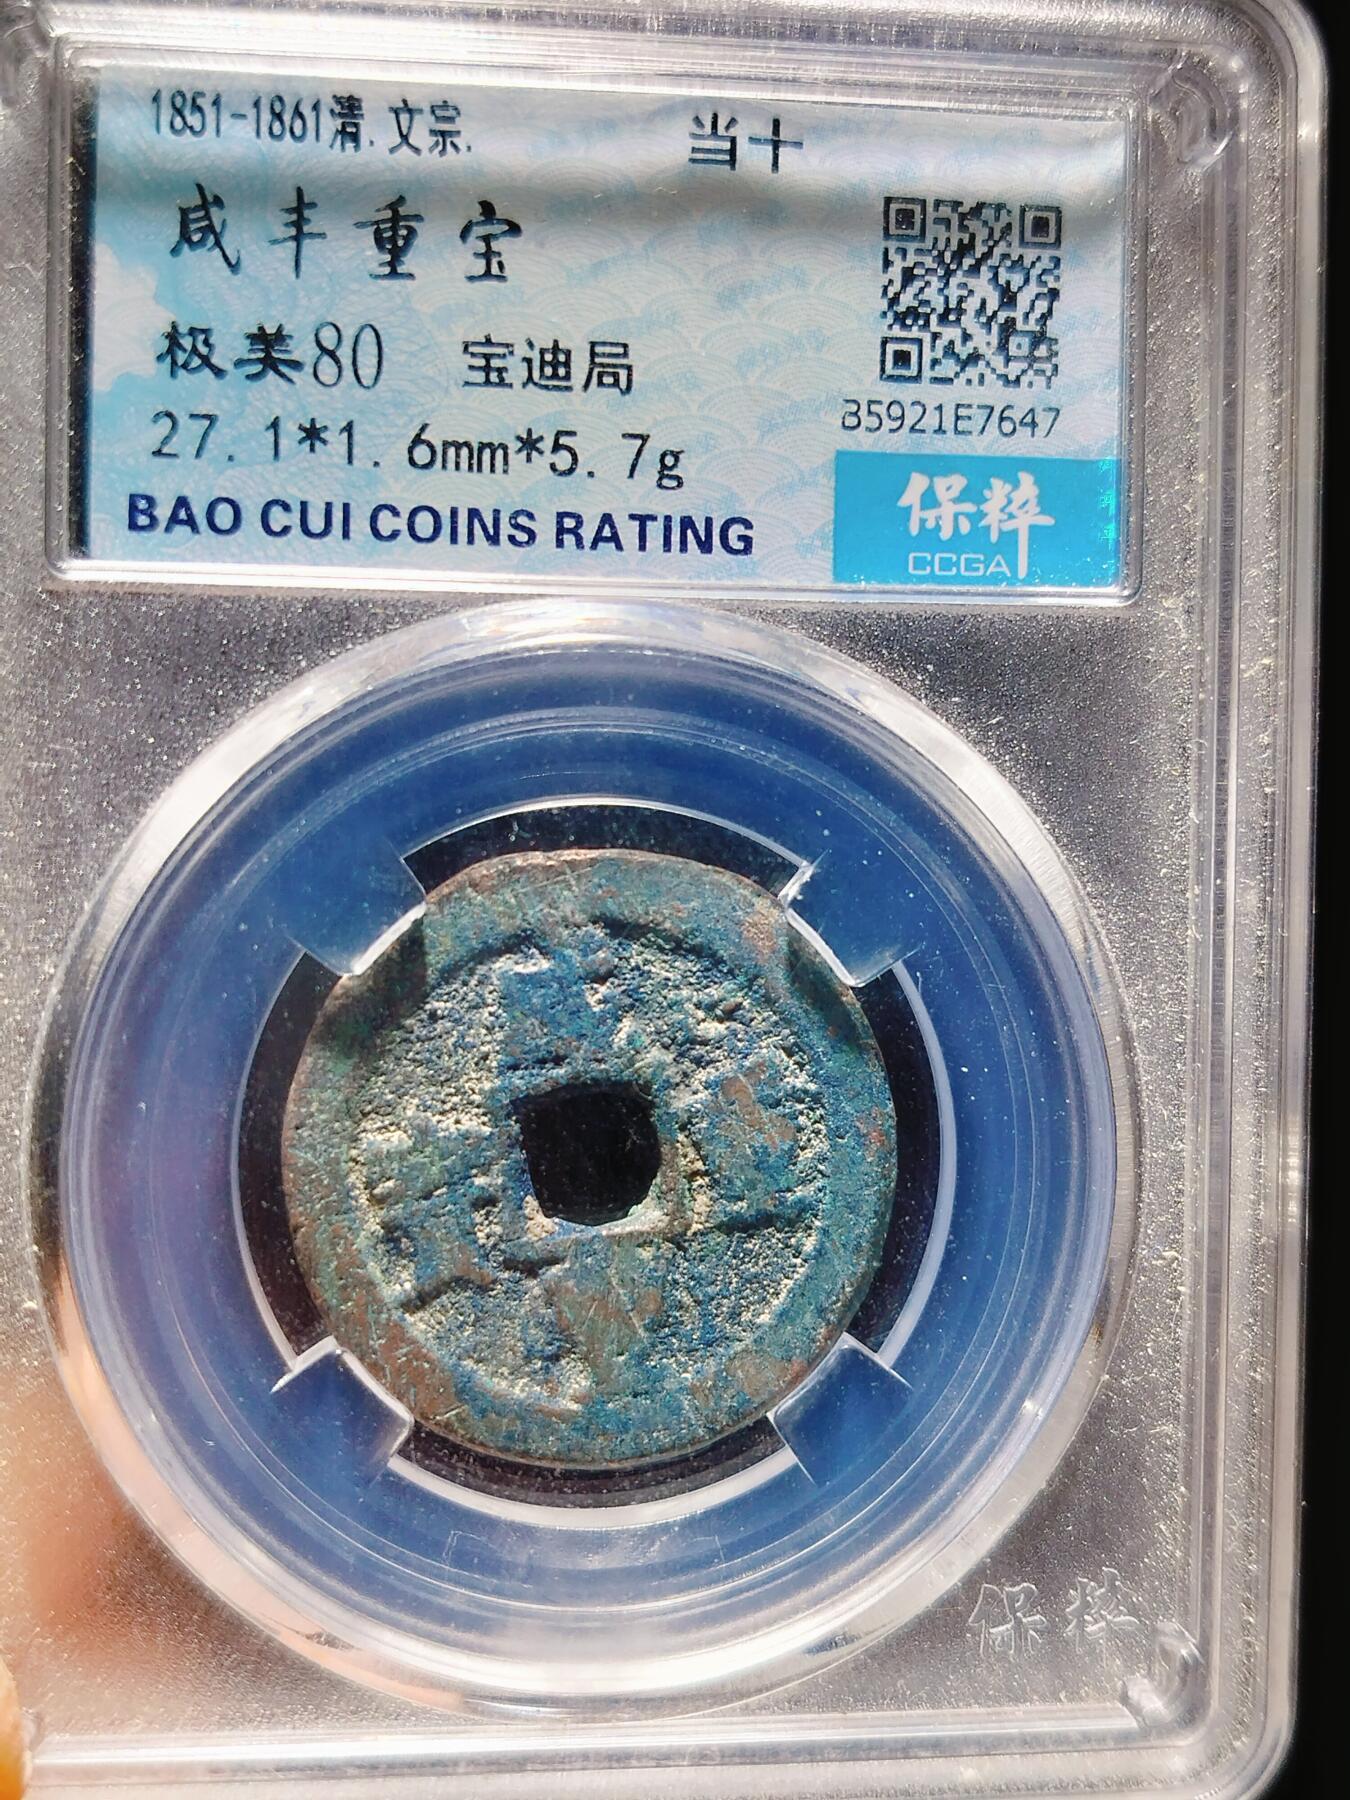 1851-1861清.文宗.
当十
咸丰重宝
极美80 宝迪局
27.1*1.6mm*5.7g
BAO CUI COINS RATING
B5921E7647
保粹
CCGA
保粹